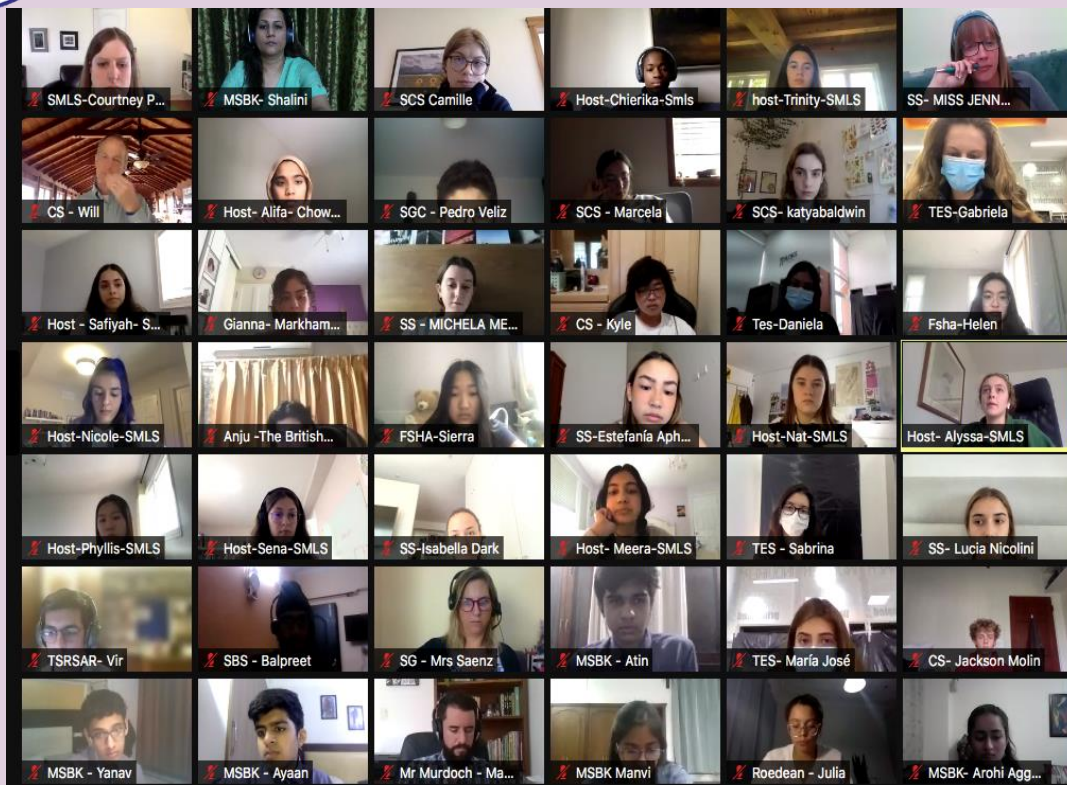 SMLS-Courtney P...
MSBK- Shalini
SCS Camille
Host-Chierika-Smls
host-Trinity-SMLS
SS- MISS JENN...
CS - Will
Host- Alifa- Chow...
SGC - Pedro Veliz
SCS - Marcela
SCS- katyabaldwin
TES-Gabriela
Host - Safiyah- S...
Gianna- Markham...
SS - MICHELA ME...
CS - Kyle
Tes-Daniela
Fsha-Helen
Host-Nicole-SMLS
Anju -The British...
FSHA-Sierra
SS-Estefanía Aph...
Host-Nat-SMLS
Host- Alyssa-SMLS
Host-Phyllis-SMLS
Host-Sena-SMLS
SS-Isabella Dark
Host- Meera-SMLS
TES - Sabrina
SS- Lucia Nicolini
TSRSAR- Vir
SBS - Balpreet
SG - Mrs Saenz
MSBK - Atin
TES- María José
CS- Jackson Molin
MSBK - Yanav
MSBK - Ayaan
Mr Murdoch - Ma...
MSBK Manvi
Roedean - Julia
MSBK- Arohi Agg...